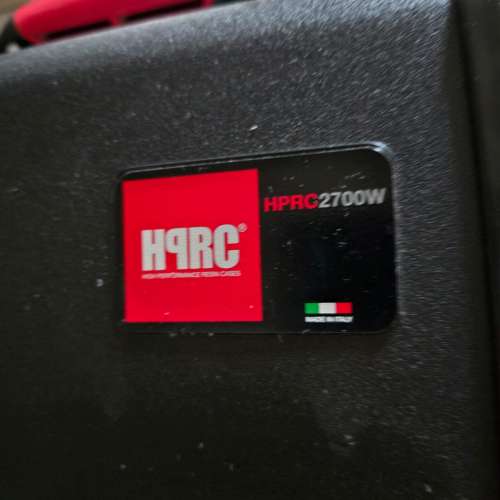 HPRC®
HIGH PERFORMANCE RESIN CASES
HPRC2700W
MADE IN ITALY